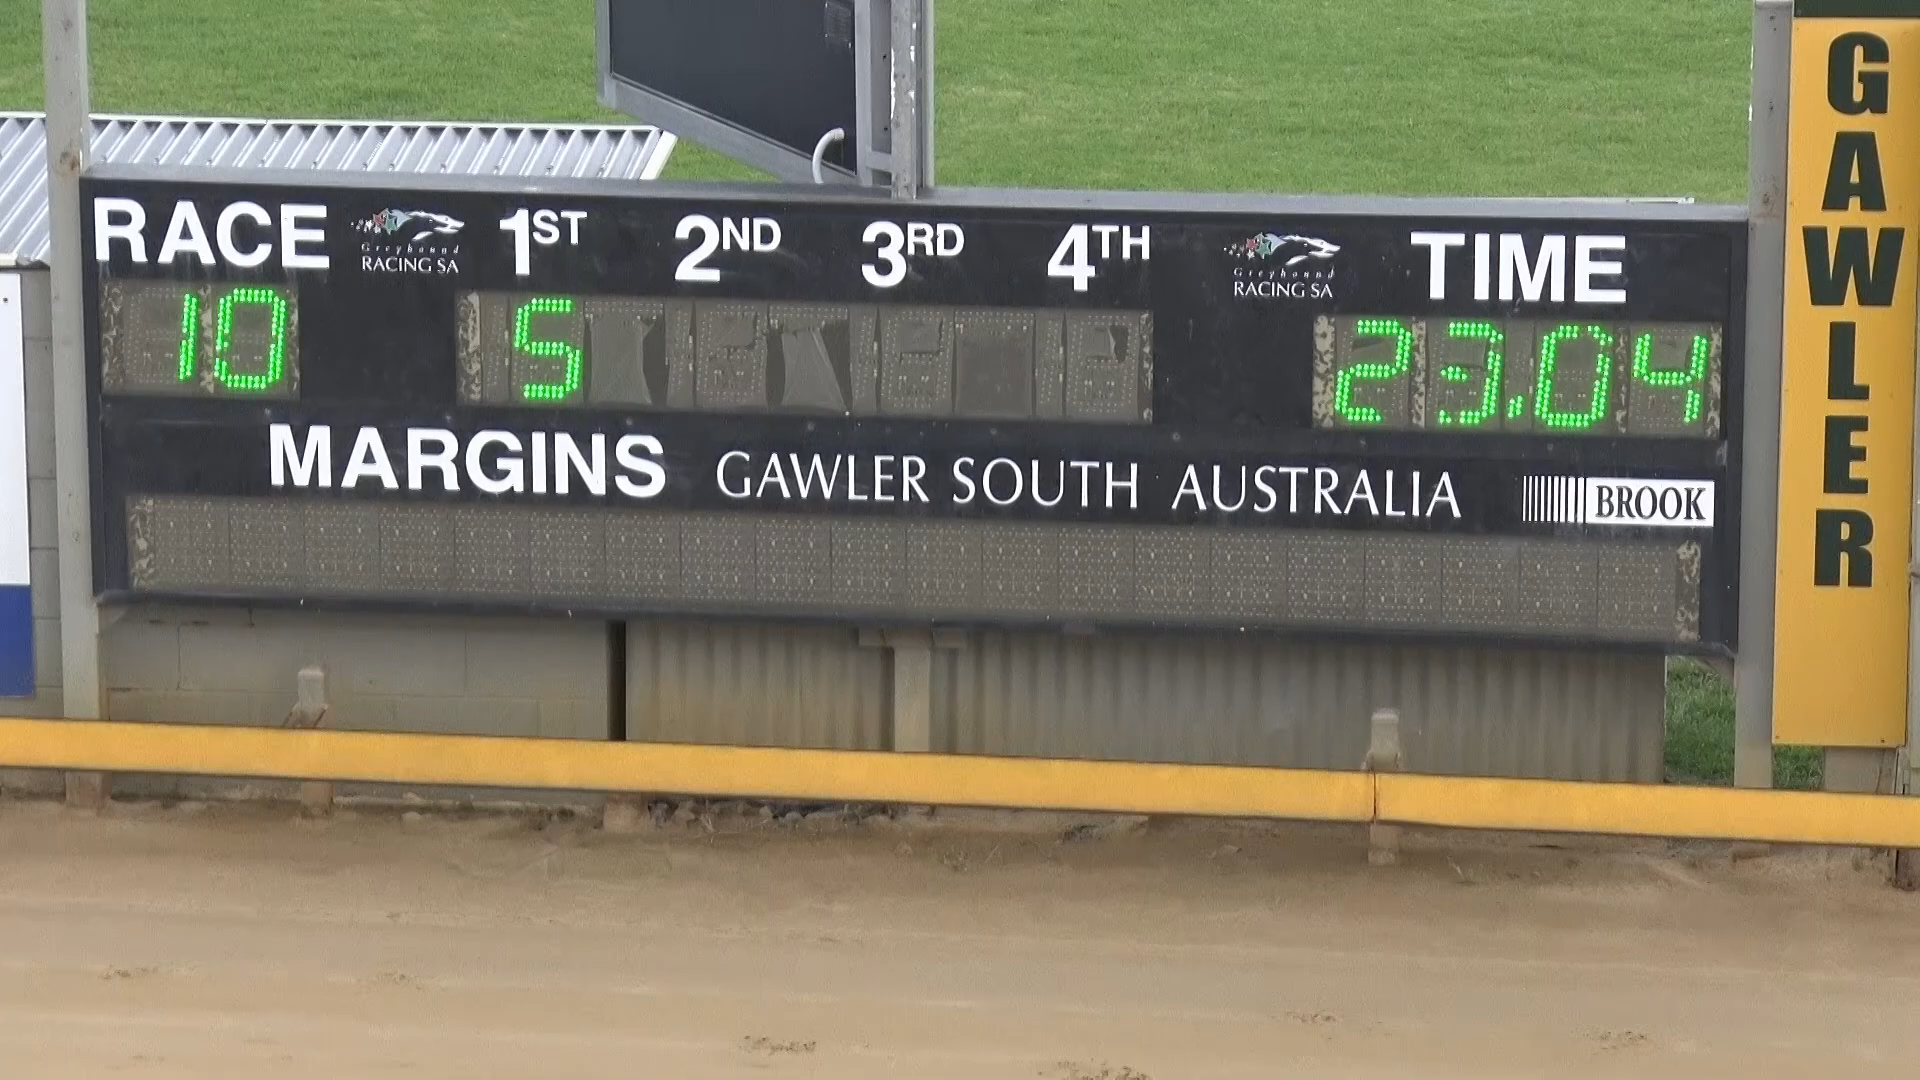 RACE
Greyhound
RACING SA
1ST
2ND
3RD
4TH
Greyhound
RACING SA
TIME
10
5
23.04
MARGINS
GAWLER SOUTH AUSTRALIA
BROOK
GAWLER